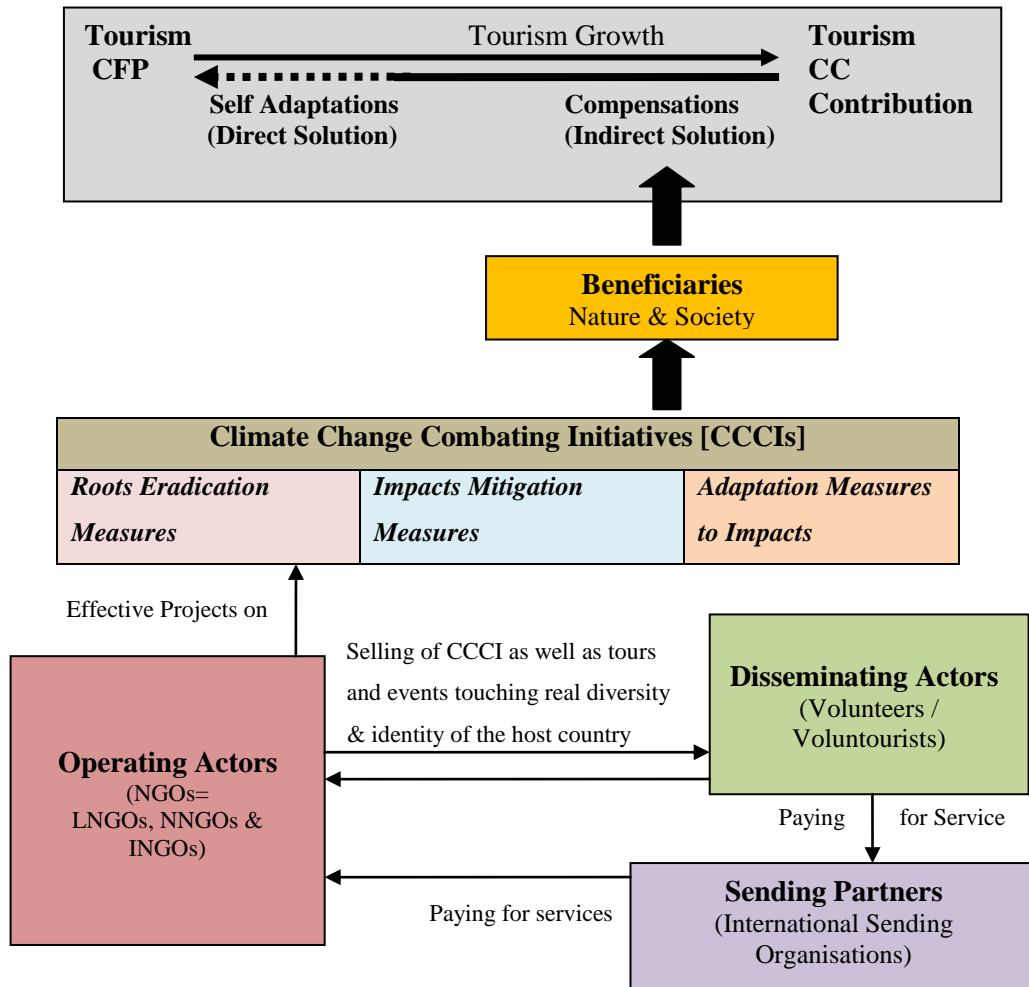 Tourism
CFP
Tourism Growth
Tourism
CC
Contribution
Self Adaptations
(Direct Solution)
Compensations
(Indirect Solution)
Beneficiaries
Nature & Society
Climate Change Combating Initiatives [CCCIs]
Roots Eradication
Measures
Impacts Mitigation
Measures
Adaptation Measures
to Impacts
Effective Projects on
Operating Actors
(NGOs=
LNGOs, NNGOs &
INGOs)
Selling of CCCI as well as tours
and events touching real diversity
& identity of the host country
Disseminating Actors
(Volunteers /
Voluntourists)
Paying for Service
Paying for services
Sending Partners
(International Sending
Organisations)